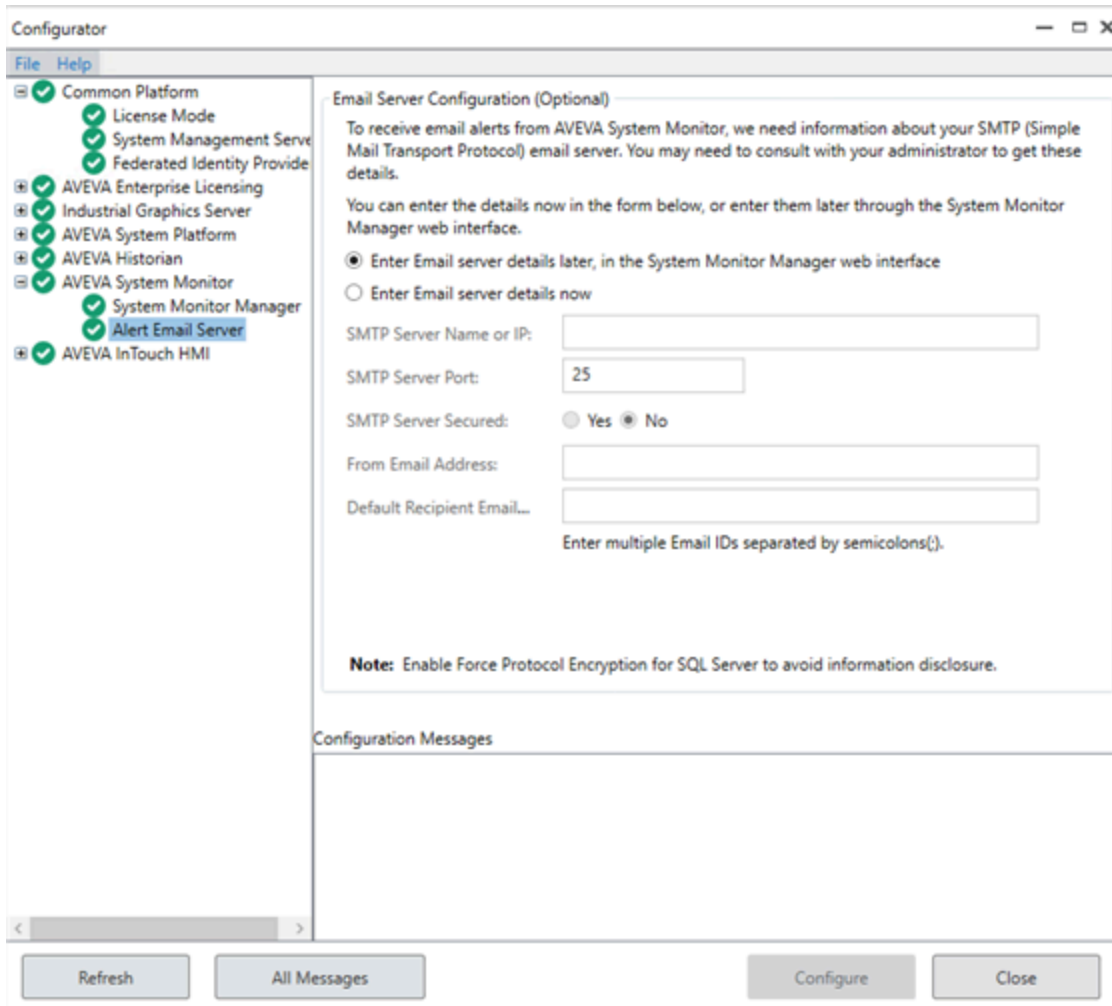 Configurator
File Help
Common Platform
License Mode
System Management Serve
Federated Identity Provide
AVEVA Enterprise Licensing
Industrial Graphics Server
AVEVA System Platform
AVEVA Historian
AVEVA System Monitor
System Monitor Manager
Alert Email Server
AVEVA InTouch HMI
Email Server Configuration (Optional)
To receive email alerts from AVEVA System Monitor, we need information about your SMTP (Simple
Mail Transport Protocol) email server. You may need to consult with your administrator to get these
details.
You can enter the details now in the form below, or enter them later through the System Monitor
Manager web interface.
Enter Email server details later, in the System Monitor Manager web interface
Enter Email server details now
SMTP Server Name or IP:
SMTP Server Port: 25
SMTP Server Secured: Yes No
From Email Address:
Default Recipient Email...
Enter multiple Email IDs separated by semicolons(;).
Note: Enable Force Protocol Encryption for SQL Server to avoid information disclosure.
Configuration Messages
Refresh All Messages Configure Close